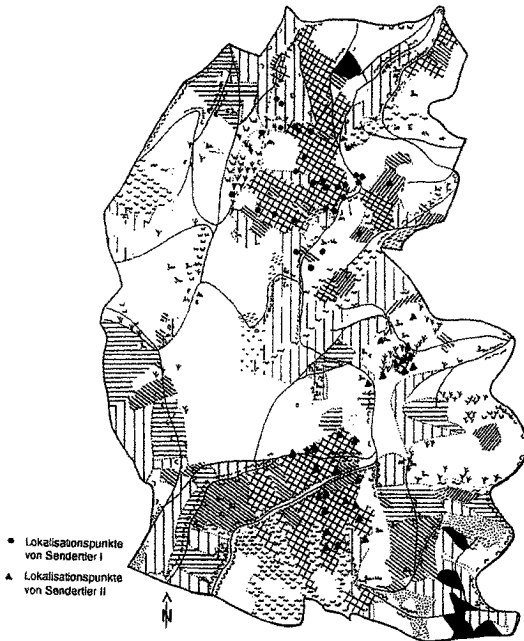 ● Lokalisationspunkte
von Sendertier I
▲ Lokalisationspunkte
von Sendertier II
N